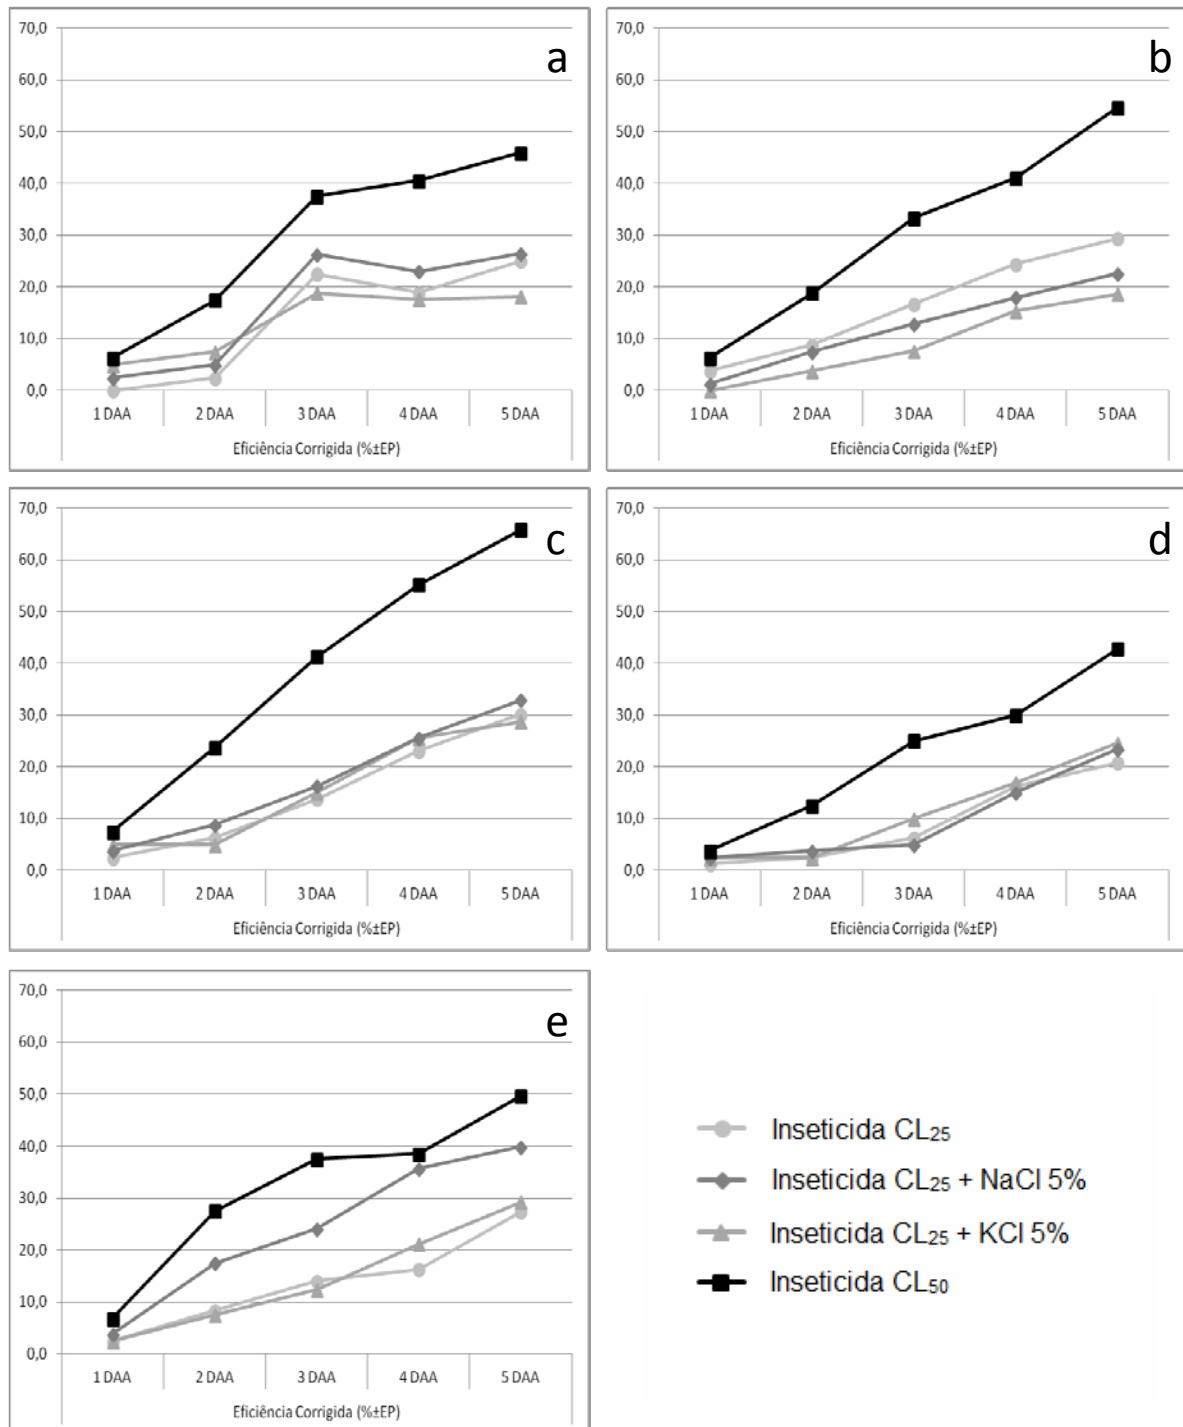 70,0
a
60,0
50,0
40,0
30,0
20,0
10,0
0,0
1 DAA 2 DAA 3 DAA 4 DAA 5 DAA
Eficiência Corrigida (%±EP)
70,0
b
60,0
50,0
40,0
30,0
20,0
10,0
0,0
1 DAA 2 DAA 3 DAA 4 DAA 5 DAA
Eficiência Corrigida (%±EP)
70,0
c
60,0
50,0
40,0
30,0
20,0
10,0
0,0
1 DAA 2 DAA 3 DAA 4 DAA 5 DAA
Eficiência Corrigida (%±EP)
70,0
d
60,0
50,0
40,0
30,0
20,0
10,0
0,0
1 DAA 2 DAA 3 DAA 4 DAA 5 DAA
Eficiência Corrigida (%±EP)
70,0
e
60,0
50,0
40,0
30,0
20,0
10,0
0,0
1 DAA 2 DAA 3 DAA 4 DAA 5 DAA
Eficiência Corrigida (%±EP)
Inseticida CL25
Inseticida CL25 + NaCl 5%
Inseticida CL25 + KCl 5%
Inseticida CL50